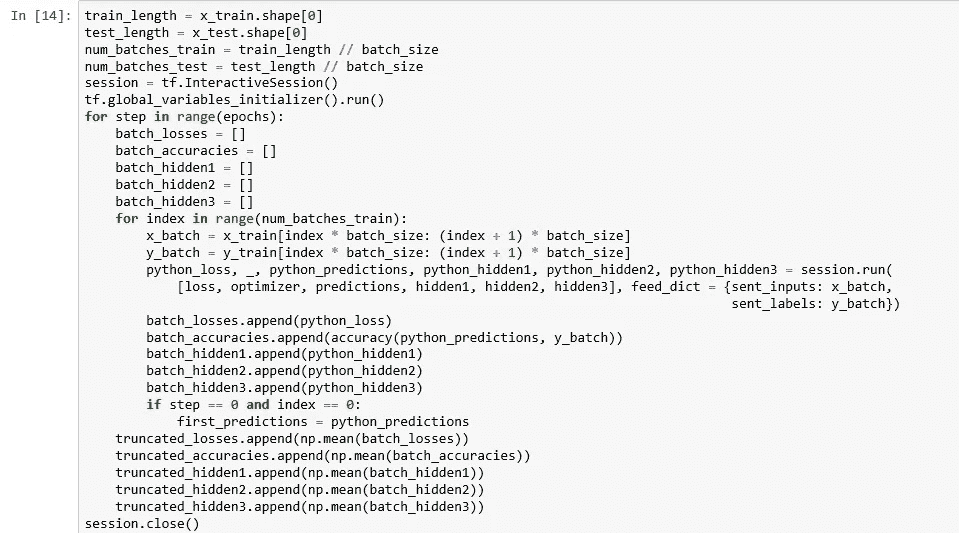 In [14]: train_length = x_train.shape[0]
test_length = x_test.shape[0]
num_batches_train = train_length // batch_size
num_batches_test = test_length // batch_size
session = tf.InteractiveSession()
tf.global_variables_initializer().run()
for step in range(epochs):
    batch_losses = []
    batch_accuracies = []
    batch_hidden1 = []
    batch_hidden2 = []
    batch_hidden3 = []
    for index in range(num_batches_train):
        x_batch = x_train[index * batch_size: (index + 1) * batch_size]
        y_batch = y_train[index * batch_size: (index + 1) * batch_size]
        python_loss, _, python_predictions, python_hidden1, python_hidden2, python_hidden3 = session.run(
            [loss, optimizer, predictions, hidden1, hidden2, hidden3], feed_dict = {sent_inputs: x_batch,
                                                                                    sent_labels: y_batch})
        batch_losses.append(python_loss)
        batch_accuracies.append(accuracy(python_predictions, y_batch))
        batch_hidden1.append(python_hidden1)
        batch_hidden2.append(python_hidden2)
        batch_hidden3.append(python_hidden3)
        if step == 0 and index == 0:
            first_predictions = python_predictions
    truncated_losses.append(np.mean(batch_losses))
    truncated_accuracies.append(np.mean(batch_accuracies))
    truncated_hidden1.append(np.mean(batch_hidden1))
    truncated_hidden2.append(np.mean(batch_hidden2))
    truncated_hidden3.append(np.mean(batch_hidden3))
session.close()